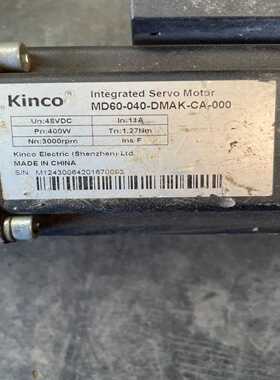 Kinco® Integrated Servo Motor
MD60-040-DMAK-CA-000
Un:48VDC In:13A
Pn:400W Tn:1.27Nm
Nn:3000rpm Ins F
Kinco Electric (Shenzhen) Ltd.
MADE IN CHINA
S/N